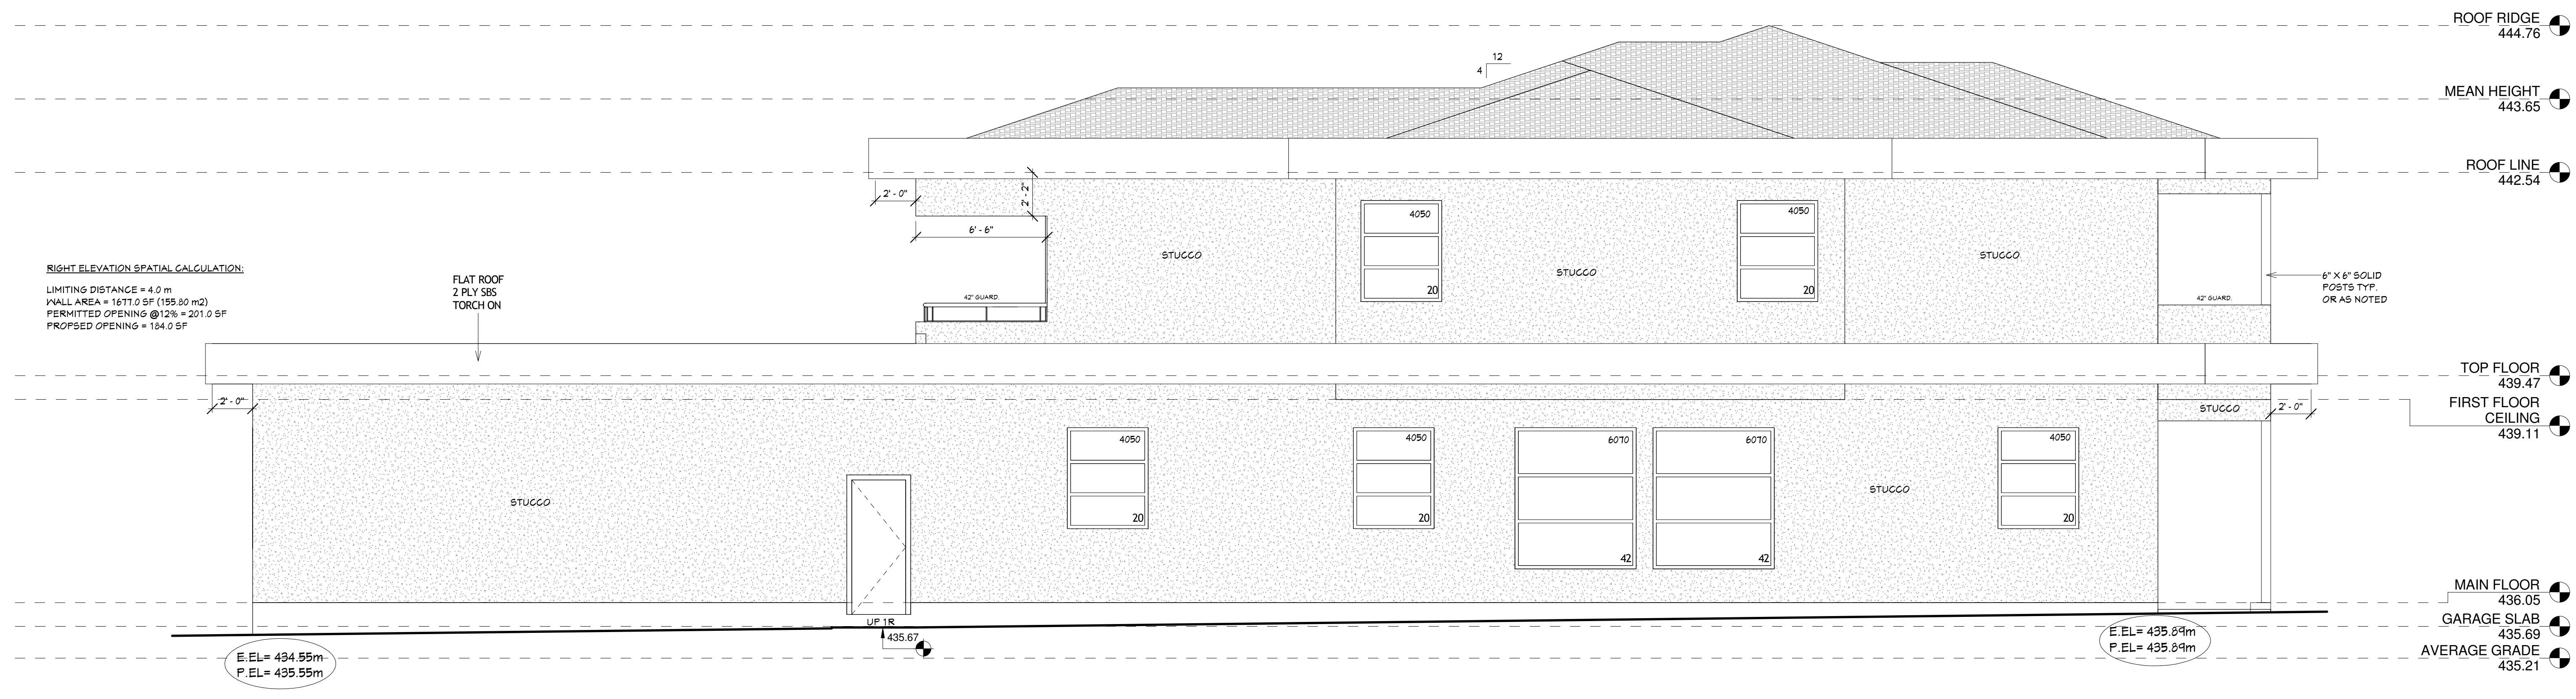 ROOF RIDGE
444.76
12
4
MEAN HEIGHT
443.65
ROOF LINE
442.54
2' - 0"
2' - 2"
6' - 6"
4050
20
4050
20
STUCCO
STUCCO
STUCCO
RIGHT ELEVATION SPATIAL CALCULATION:
LIMITING DISTANCE = 4.0 m
WALL AREA = 1677.0 SF (155.80 m2)
PERMITTED OPENING @12% = 201.0 SF
PROPSED OPENING = 184.0 SF
FLAT ROOF
2 PLY SBS
TORCH ON
42" GUARD.
42" GUARD.
6" X 6" SOLID
POSTS TYP.
OR AS NOTED
TOP FLOOR
439.47
2' - 0"
STUCCO
2' - 0"
FIRST FLOOR
CEILING
439.11
4050
20
4050
20
6070
42
6070
42
4050
20
STUCCO
STUCCO
MAIN FLOOR
436.05
UP 1R
435.67
GARAGE SLAB
435.69
E.EL= 434.55m
P.EL= 435.55m
E.EL= 435.89m
P.EL= 435.89m
AVERAGE GRADE
435.21